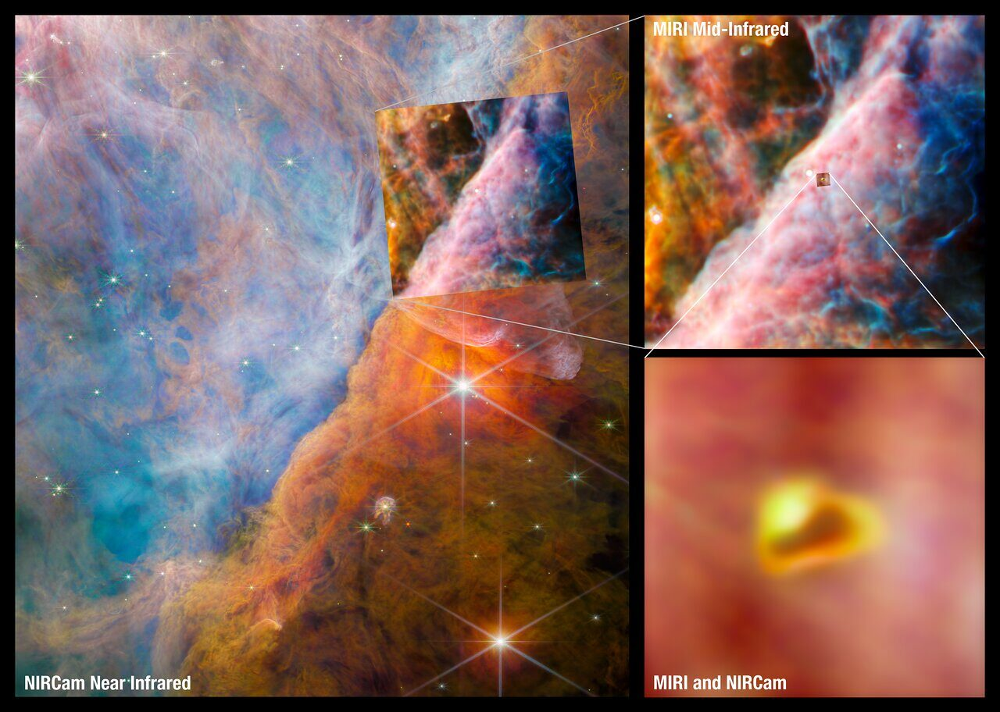 MIRI Mid-Infrared
NIRCam Near Infrared
MIRI and NIRCam